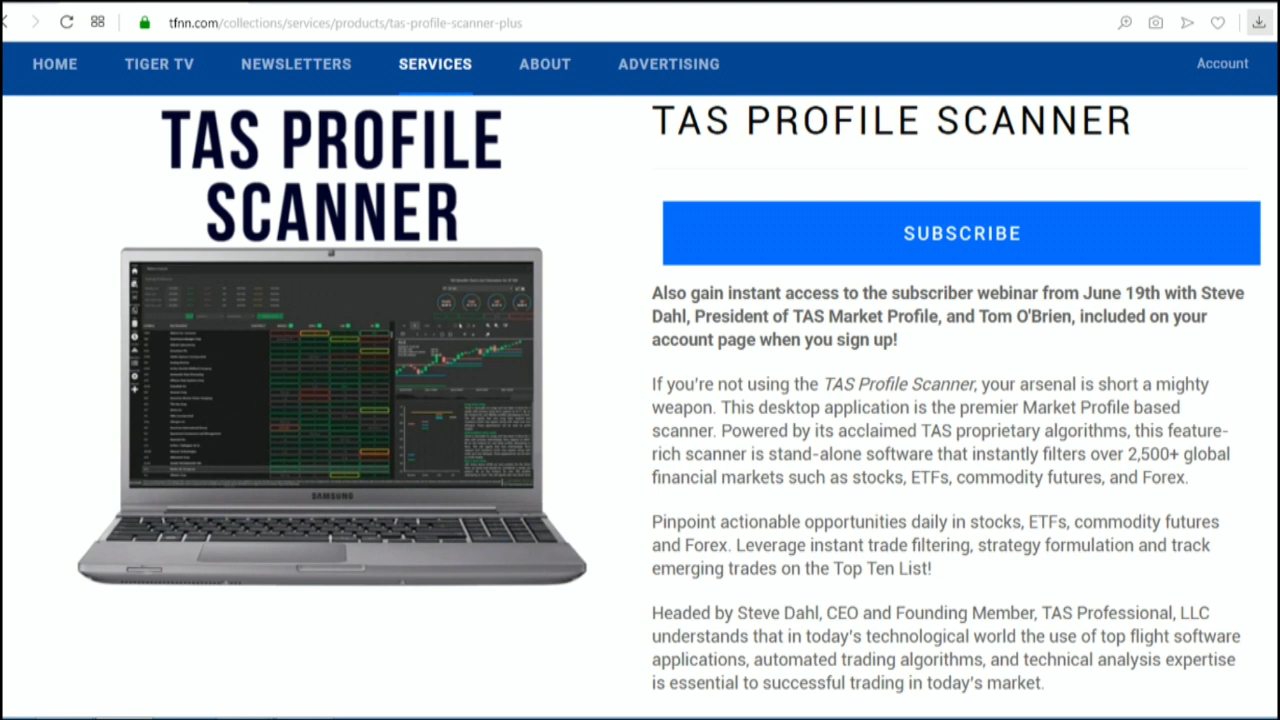 tfnn.com/collections/services/products/tas-profile-scanner-plus
HOME TIGER TV NEWSLETTERS SERVICES ABOUT ADVERTISING Account
TAS PROFILE
SCANNER
SAMSUNG
TAS PROFILE SCANNER
SUBSCRIBE
Also gain instant access to the subscriber webinar from June 19th with Steve
Dahl, President of TAS Market Profile, and Tom O'Brien, included on your
account page when you sign up!
If you're not using the TAS Profile Scanner, your arsenal is short a mighty
weapon. This desktop application is the premier Market Profile based
scanner. Powered by its acclaimed TAS proprietary algorithms, this feature-
rich scanner is stand-alone software that instantly filters over 2,500+ global
financial markets such as stocks, ETFs, commodity futures, and Forex.
Pinpoint actionable opportunities daily in stocks, ETFs, commodity futures
and Forex. Leverage instant trade filtering, strategy formulation and track
emerging trades on the Top Ten List!
Headed by Steve Dahl, CEO and Founding Member, TAS Professional, LLC
understands that in today's technological world the use of top flight software
applications, automated trading algorithms, and technical analysis expertise
is essential to successful trading in today's market.